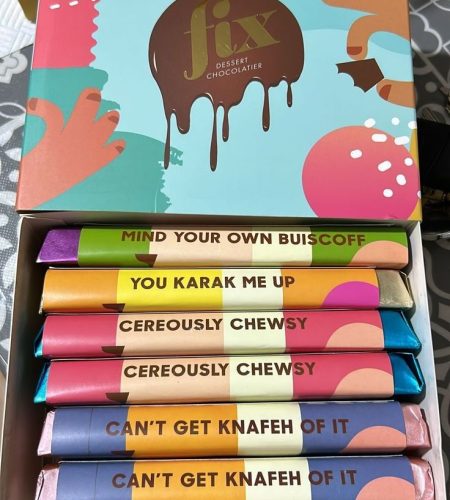 fix
DESSERT
CHOCOLATIER
MIND YOUR OWN BUISCOFF
YOU KARAK ME UP
CEREOUSLY CHEWSY
CEREOUSLY CHEWSY
CAN'T GET KNAFEH OF IT
CAN'T GET KNAFEH OF IT